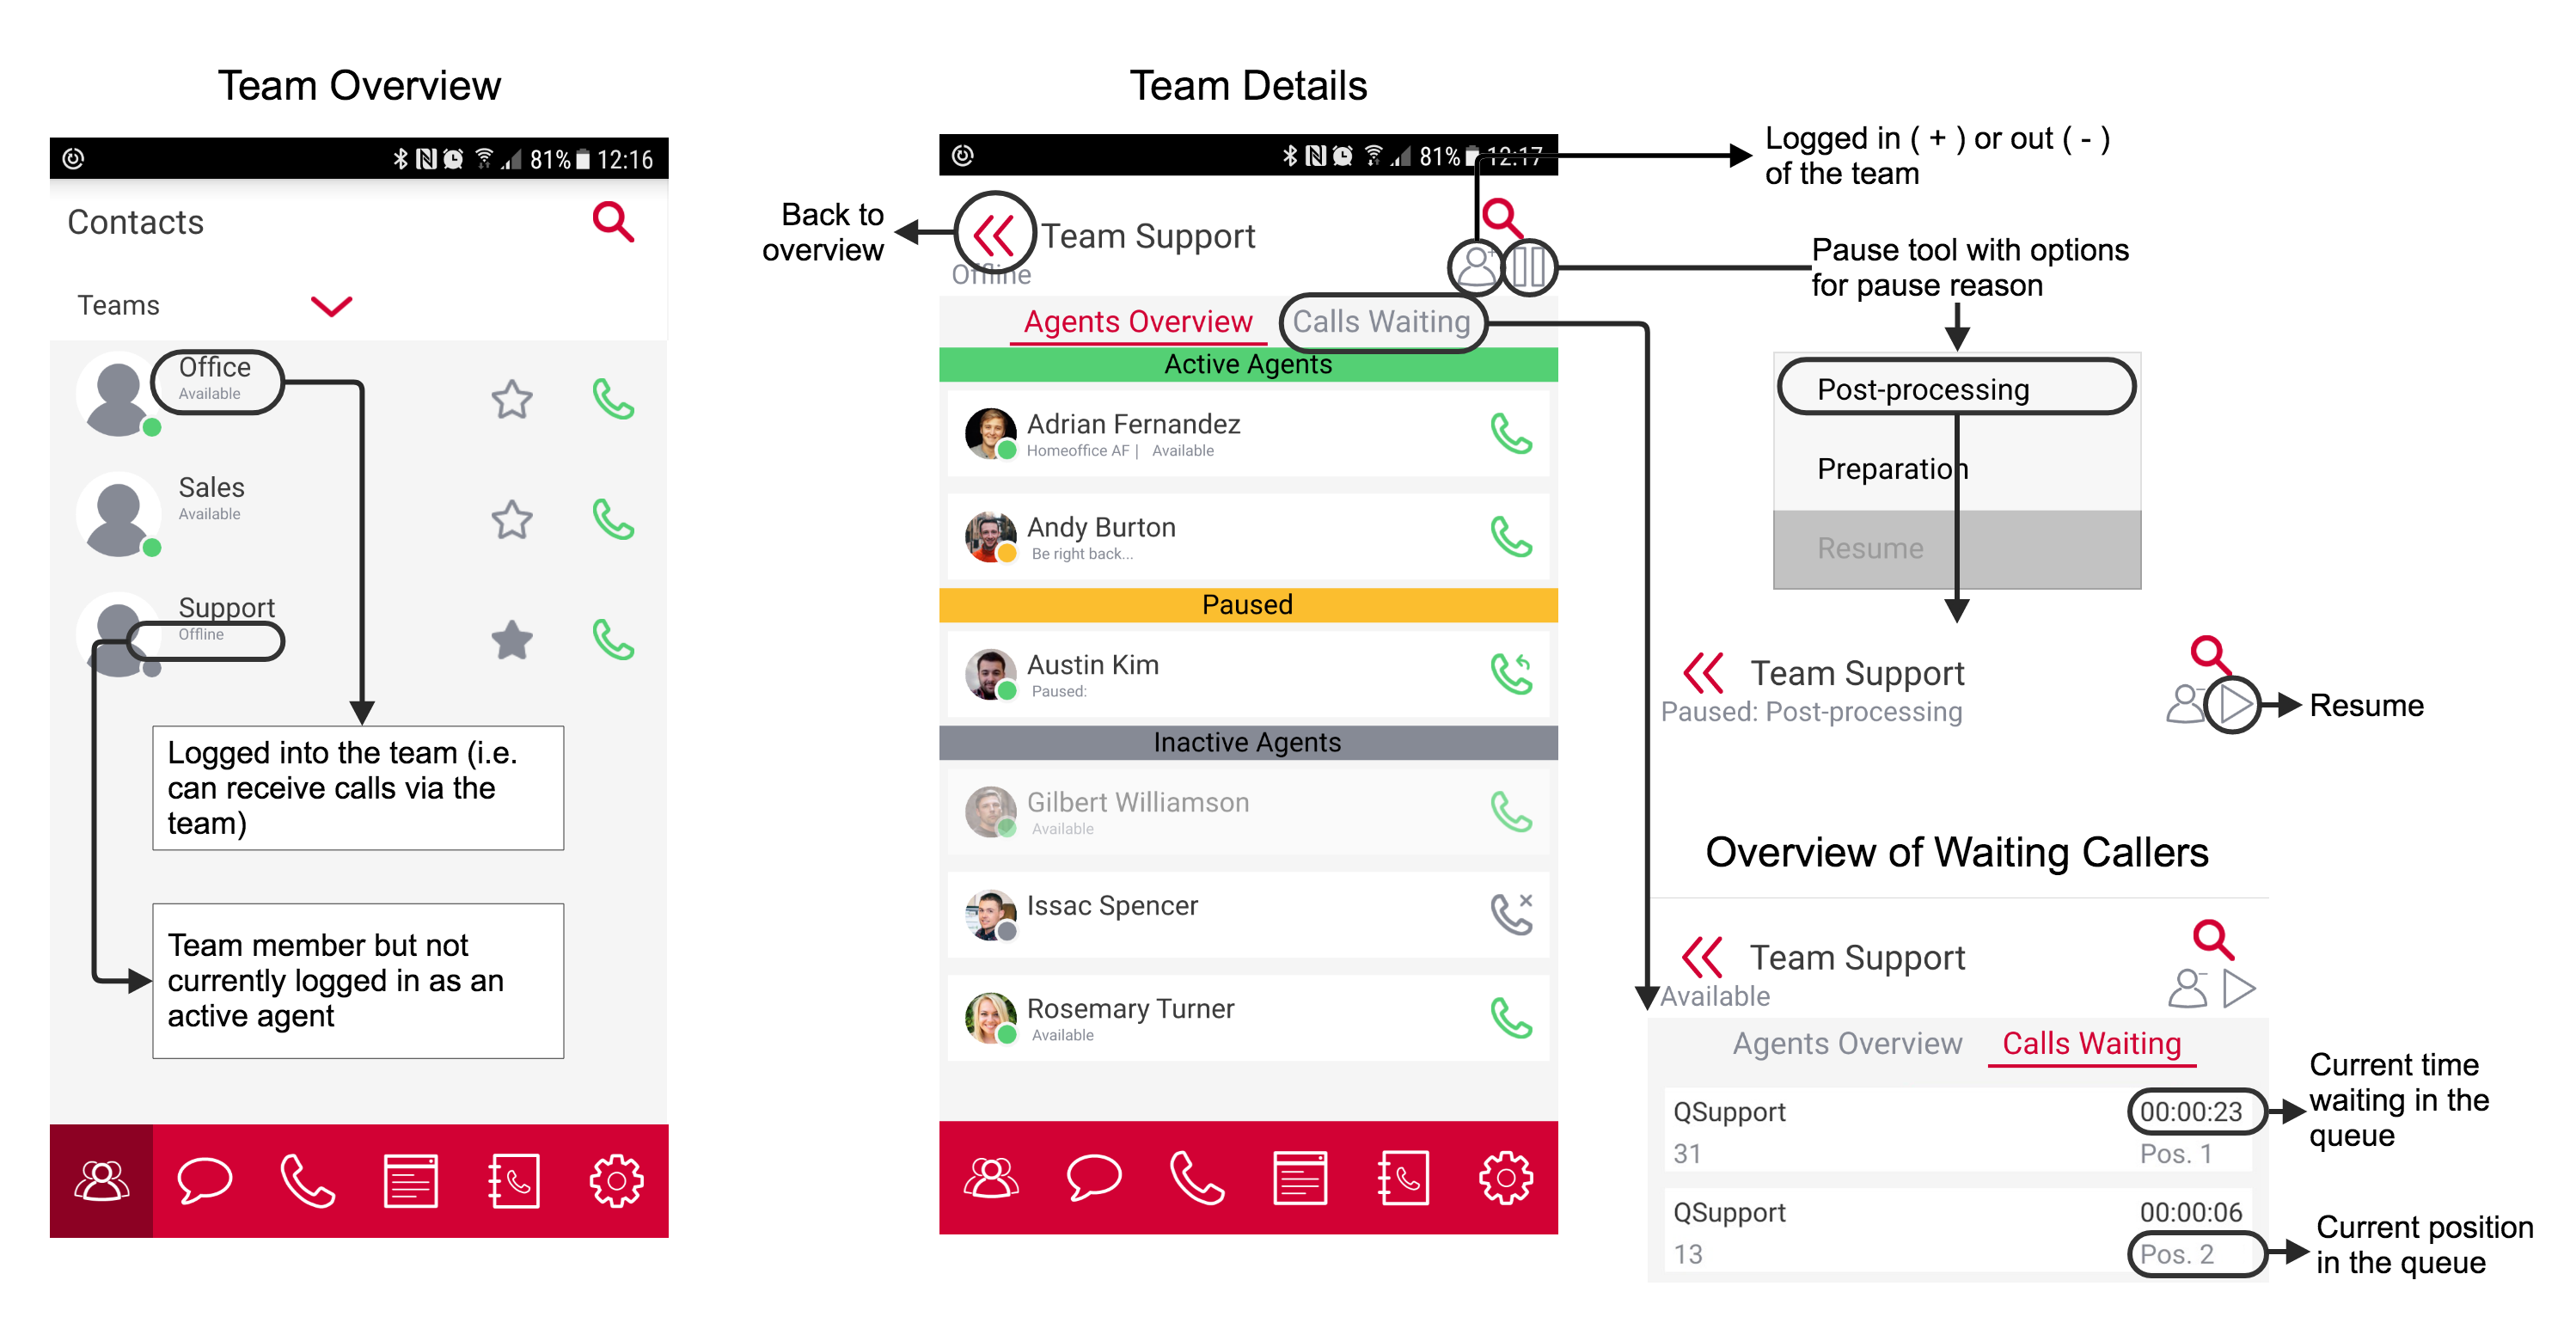 Team Overview
81% 12:16
Contacts
Teams
Office
Available
Sales
Available
Support
Offline
Logged into the team (i.e.
can receive calls via the
team)
Team member but not
currently logged in as an
active agent
Team Details
81% 12:17
Back to
overview
Team Support
Offline
Logged in ( + ) or out ( - )
of the team
Pause tool with options
for pause reason
Agents Overview
Calls Waiting
Active Agents
Adrian Fernandez
Homeoffice AF | Available
Andy Burton
Be right back...
Paused
Austin Kim
Paused:
Inactive Agents
Gilbert Williamson
Available
Issac Spencer
Rosemary Turner
Available
Post-processing
Preparation
Resume
Team Support
Paused: Post-processing
Resume
Overview of Waiting Callers
Team Support
Available
Agents Overview
Calls Waiting
QSupport
00:00:23
31
Pos. 1
QSupport
00:00:06
13
Pos. 2
Current time
waiting in the
queue
Current position
in the queue